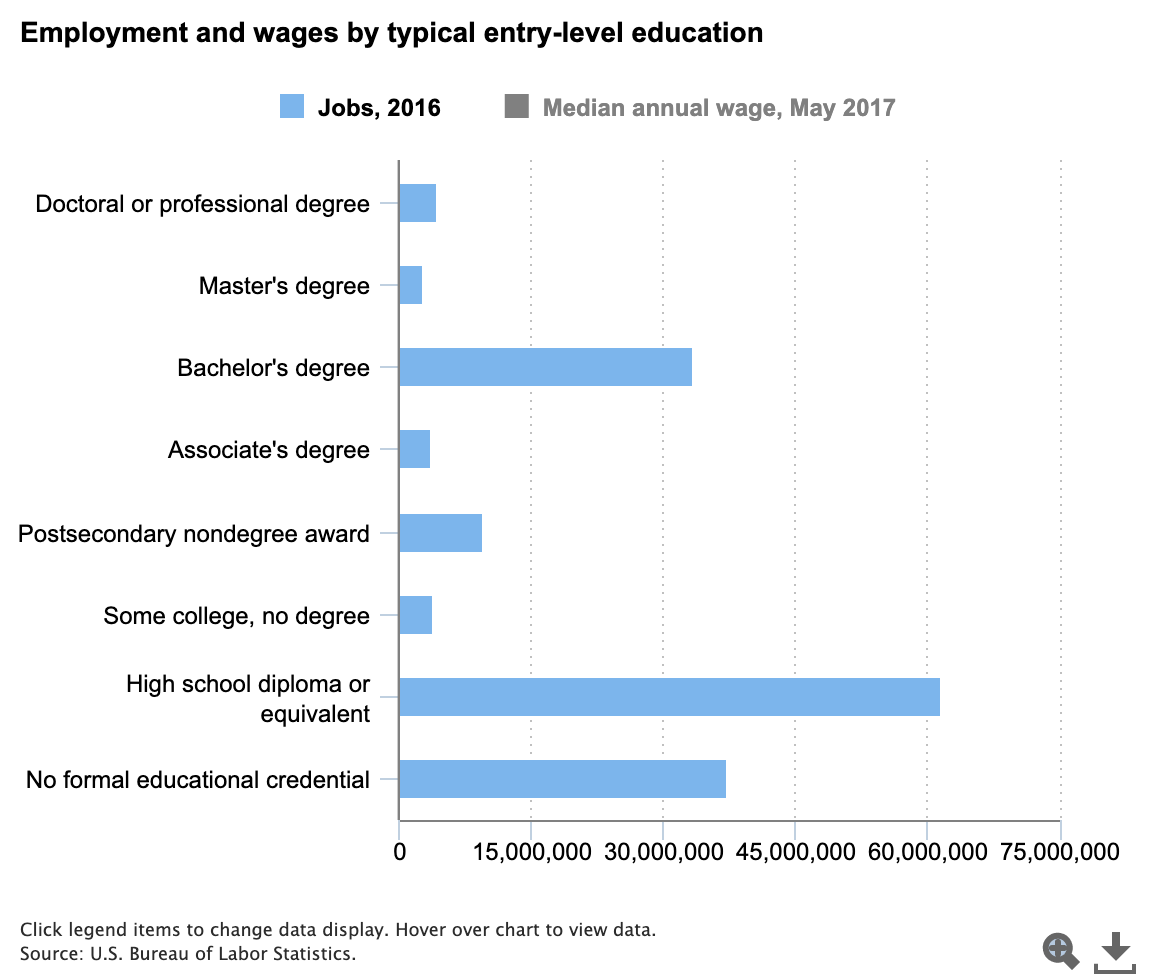 Employment and wages by typical entry-level education
Jobs, 2016
Median annual wage, May 2017
Doctoral or professional degree
Master's degree
Bachelor's degree
Associate's degree
Postsecondary nondegree award
Some college, no degree
High school diploma or
equivalent
No formal educational credential
0 15,000,000 30,000,000 45,000,000 60,000,000 75,000,000
Click legend items to change data display. Hover over chart to view data.
Source: U.S. Bureau of Labor Statistics.